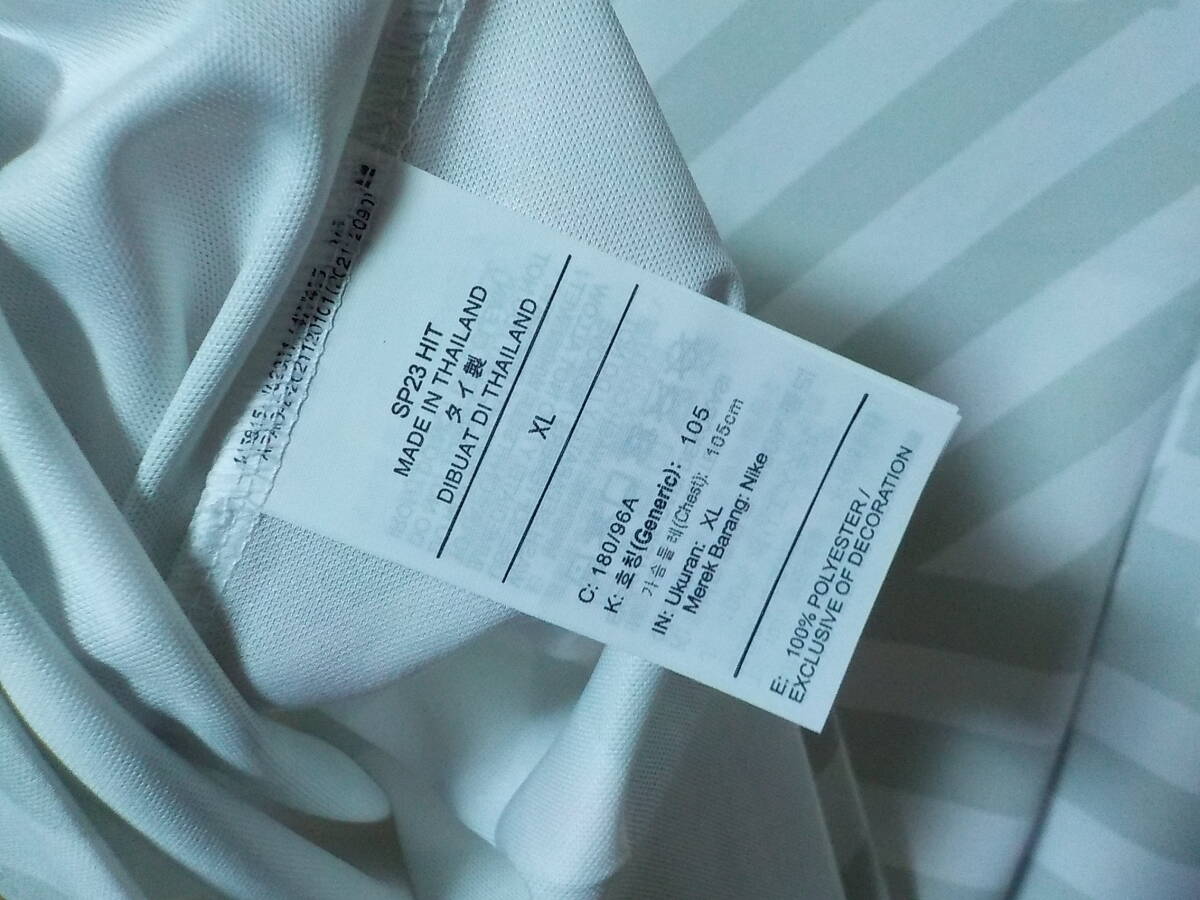 SP23 HIT
MADE IN THAILAND
タイ製
DIBUAT DI THAILAND
XL
C: 180/96A
K: 호칭(Generic): 105
가슴둘레(Chest): 105cm
IN: Ukuran: XL
Merek Barang: Nike
E: 100% POLYESTER /
EXCLUSIVE OF DECORATION